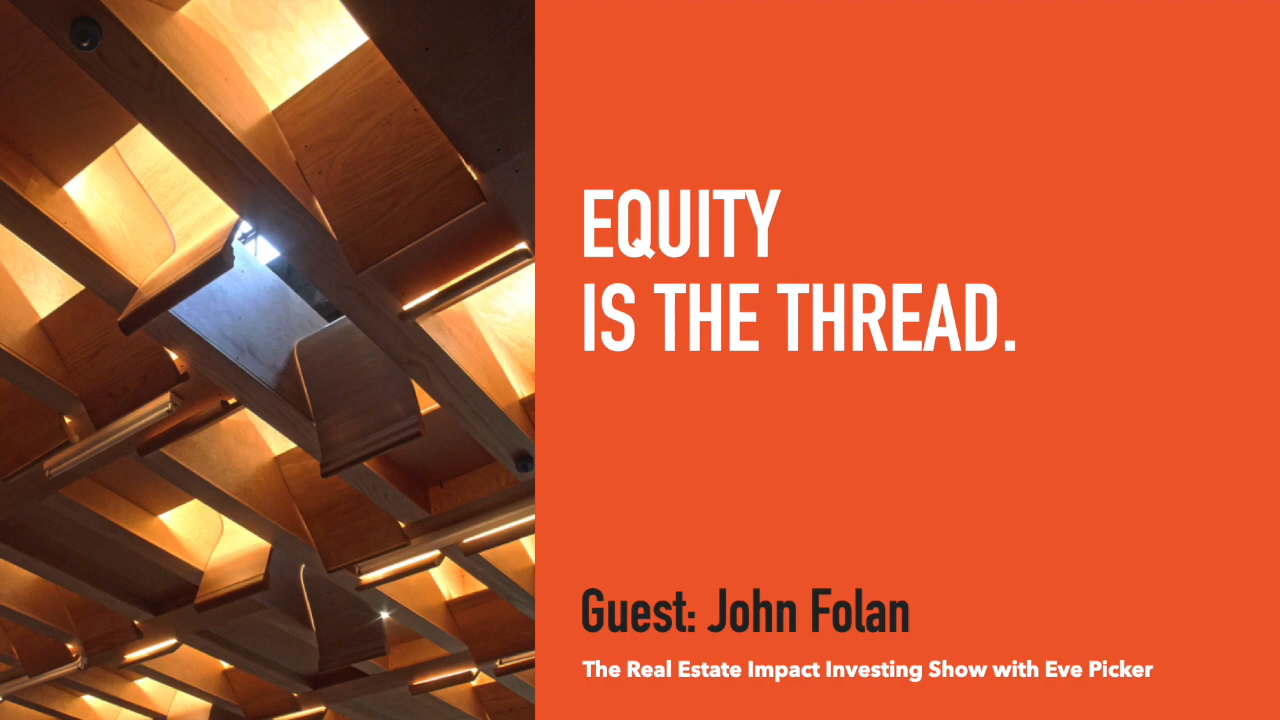 EQUITY
IS THE THREAD.
Guest: John Folan
The Real Estate Impact Investing Show with Eve Picker